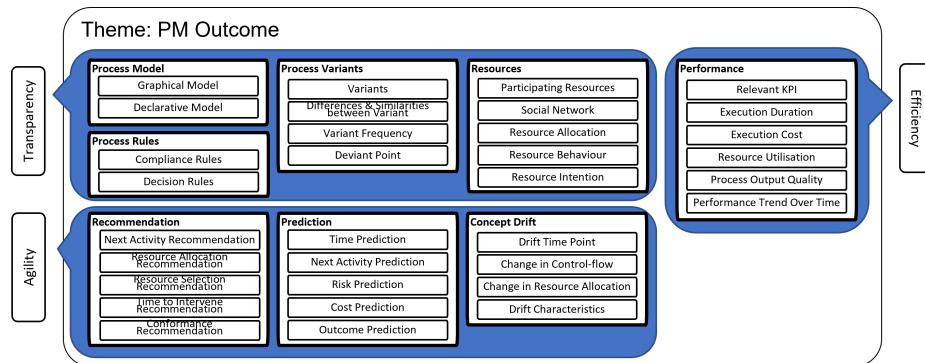 Theme: PM Outcome
Transparency
Process Model
Graphical Model
Declarative Model
Process Rules
Compliance Rules
Decision Rules
Process Variants
Variants
Differences & Similarities
between Variant
Variant Frequency
Deviant Point
Resources
Participating Resources
Social Network
Resource Allocation
Resource Behaviour
Resource Intention
Performance
Relevant KPI
Execution Duration
Execution Cost
Resource Utilisation
Process Output Quality
Performance Trend Over Time
Efficiency
Agility
Recommendation
Next Activity Recommendation
Resource Allocation
Recommendation
Resource Selection
Recommendation
Time to Intervene
Recommendation
Conformance
Recommendation
Prediction
Time Prediction
Next Activity Prediction
Risk Prediction
Cost Prediction
Outcome Prediction
Concept Drift
Drift Time Point
Change in Control-flow
Change in Resource Allocation
Drift Characteristics